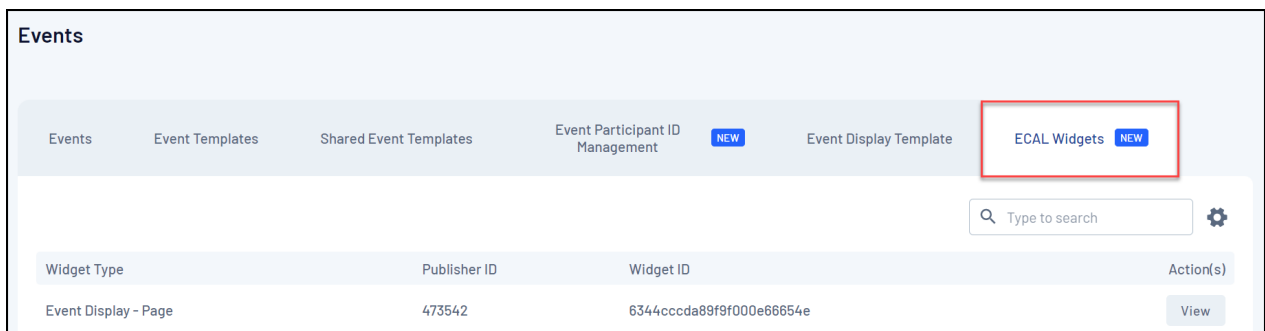 Events
Events Event Templates Shared Event Templates Event Participant ID Management NEW Event Display Template ECAL Widgets NEW
Type to search
Widget Type Publisher ID Widget ID Action(s)
Event Display - Page 473542 6344cccda89f9f000e66654e View